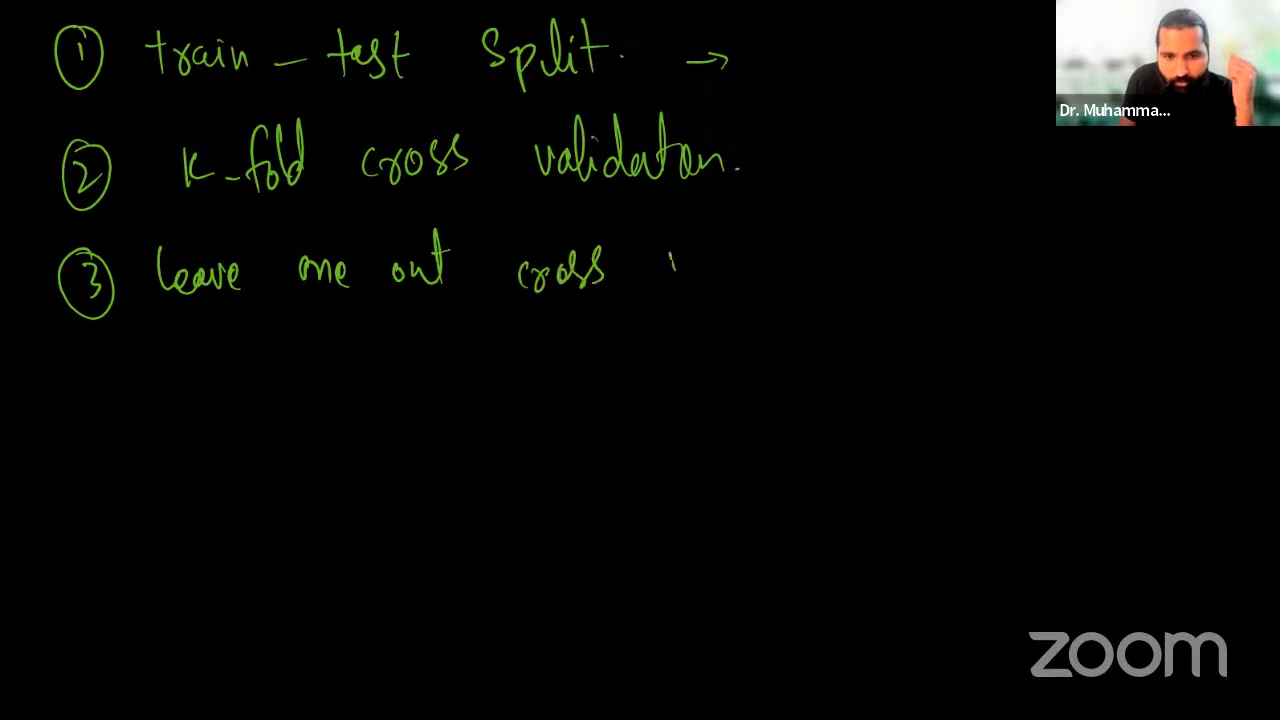 ① train - test split. →
Dr. Muhamma...
② K-fold cross validation.
③ leave one out cross
zoom